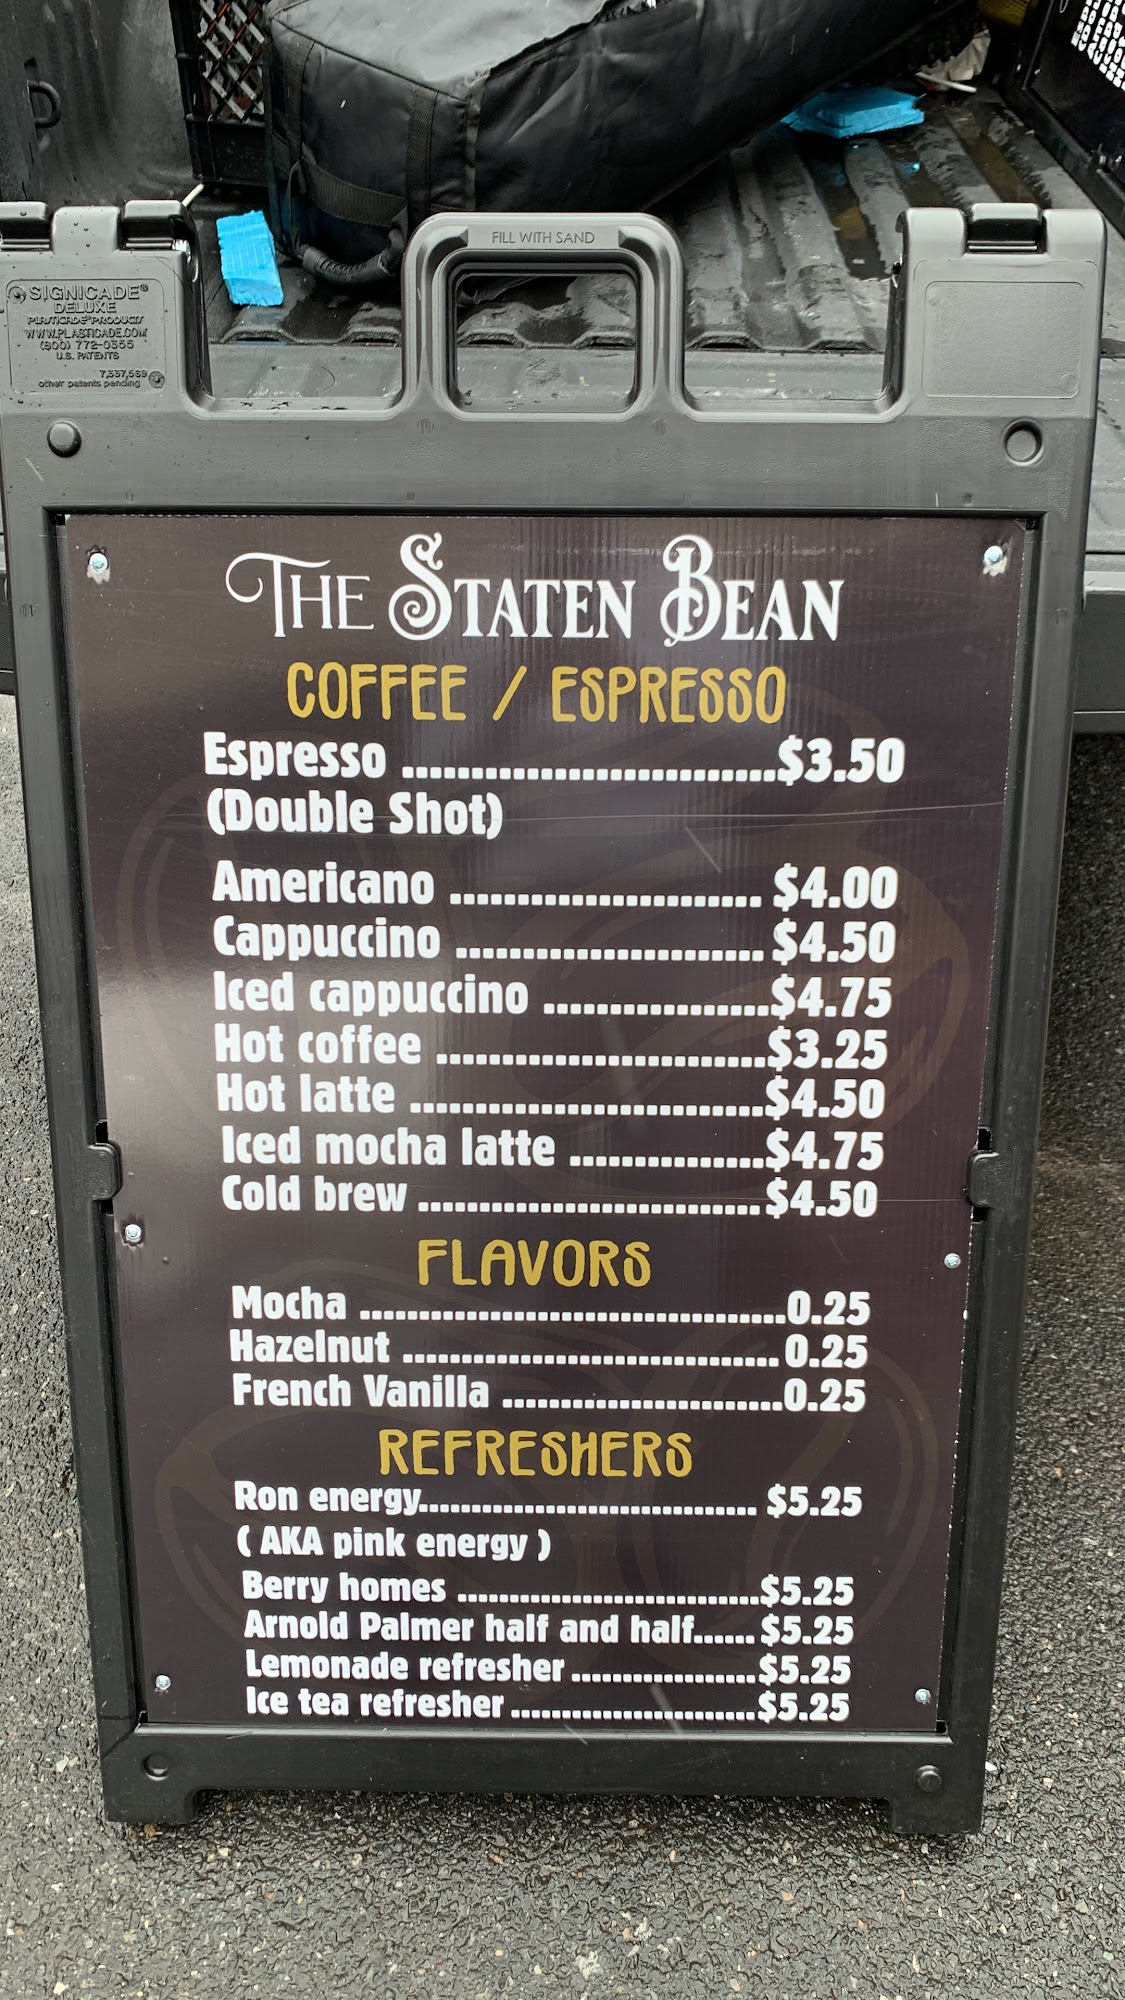 FILL WITH SAND
SIGNICADE®
DELUXE
PLASTICADE PRODUCTS
WWW.PLASTICADE.COM
(800) 772-0355
U.S. PATENTS
7,337,569
other patents pending
THE STATEN BEAN
COFFEE / ESPRESSO
Espresso ............................$3.50
(Double Shot)
Americano ....................... $4.00
Cappuccino ....................... $4.50
Iced cappuccino .................$4.75
Hot coffee .........................$3.25
Hot latte ...........................$4.50
Iced mocha latte ...............$4.75
Cold brew ..........................$4.50
FLAVORS
Mocha ....................................0.25
Hazelnut ................................ 0.25
French Vanilla ........................0.25
REFRESHERS
Ron energy................................ $5.25
( AKA pink energy )
Berry homes .............................$5.25
Arnold Palmer half and half...... $5.25
Lemonade refresher ..................$5.25
Ice tea refresher ........................$5.25